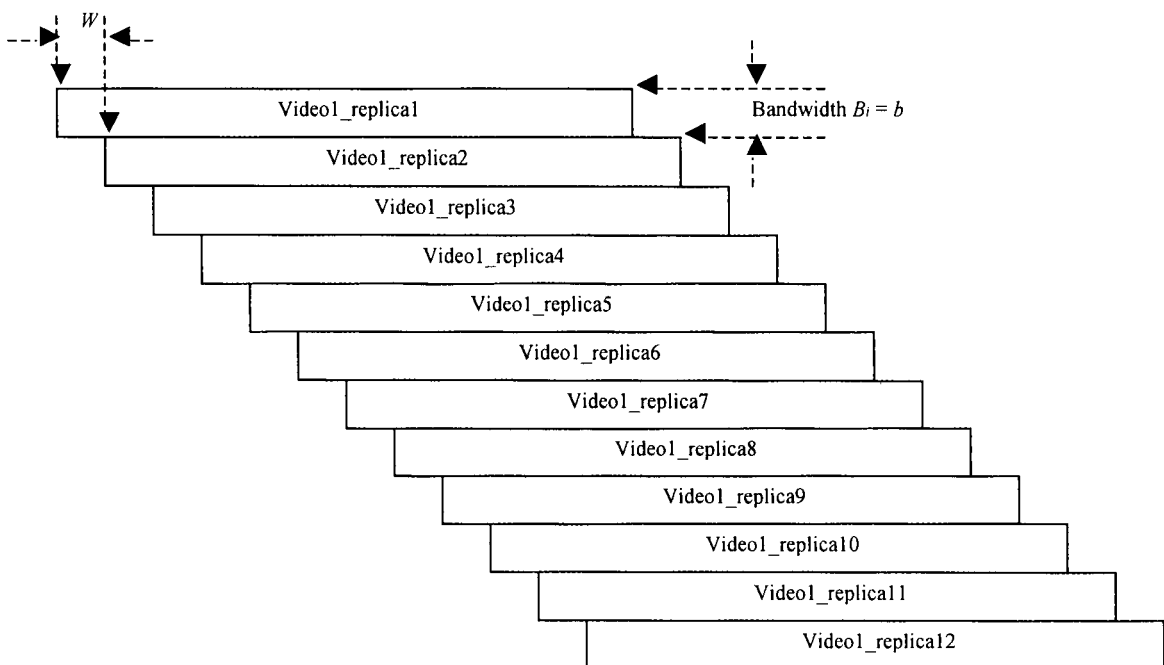 W
Video1_replica1
Bandwidth Bi = b
Video1_replica2
Video1_replica3
Video1_replica4
Video1_replica5
Video1_replica6
Video1_replica7
Video1_replica8
Video1_replica9
Video1_replica10
Video1_replica11
Video1_replica12